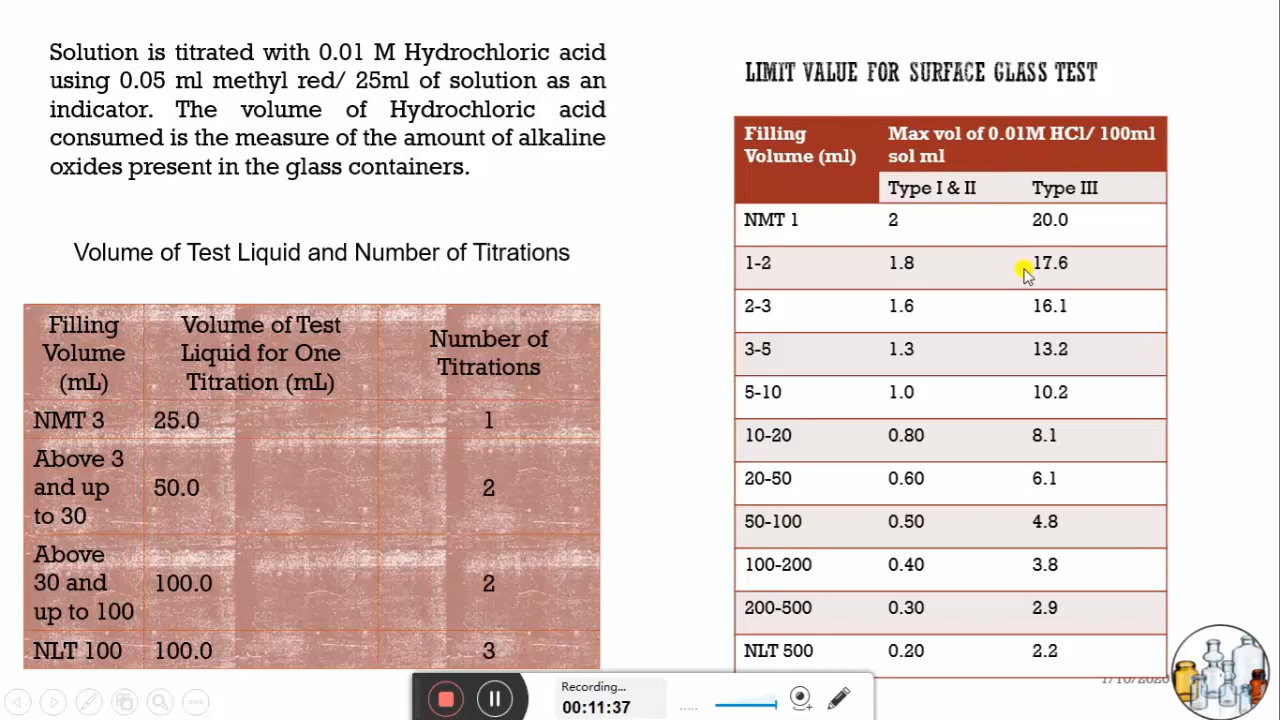 Solution is titrated with 0.01 M Hydrochloric acid
using 0.05 ml methyl red/ 25ml of solution as an
indicator. The volume of Hydrochloric acid
consumed is the measure of the amount of alkaline
oxides present in the glass containers.
Volume of Test Liquid and Number of Titrations
Filling Volume (mL) Volume of Test Liquid for One Titration (mL) Number of Titrations
NMT 3 25.0 1
Above 3 and up to 30 50.0 2
Above 30 and up to 100 100.0 2
NLT 100 100.0 3
LIMIT VALUE FOR SURFACE GLASS TEST
Filling Volume (ml) Max vol of 0.01M HCl/ 100ml sol ml
Type I & II Type III
NMT 1 2 20.0
1-2 1.8 17.6
2-3 1.6 16.1
3-5 1.3 13.2
5-10 1.0 10.2
10-20 0.80 8.1
20-50 0.60 6.1
50-100 0.50 4.8
100-200 0.40 3.8
200-500 0.30 2.9
NLT 500 0.20 2.2
Recording...
00:11:37